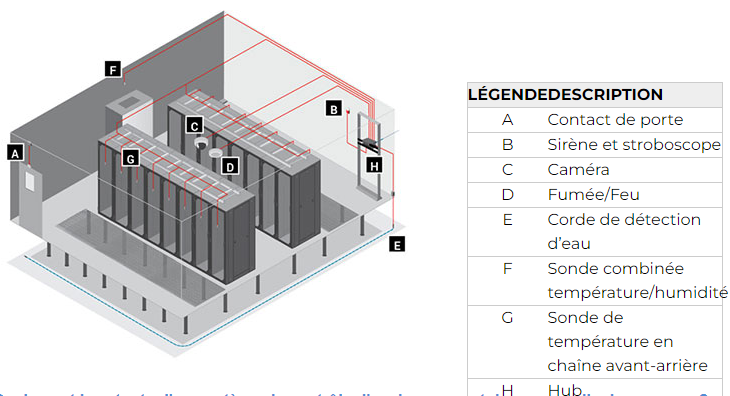 F
B
C
A
G
D
H
E
LÉGENDEDESCRIPTION
A Contact de porte
B Sirène et stroboscope
C Caméra
D Fumée/Feu
E Corde de détection
d'eau
F Sonde combinée
température/humidité
G Sonde de
température en
chaîne avant-arrière
H Hub